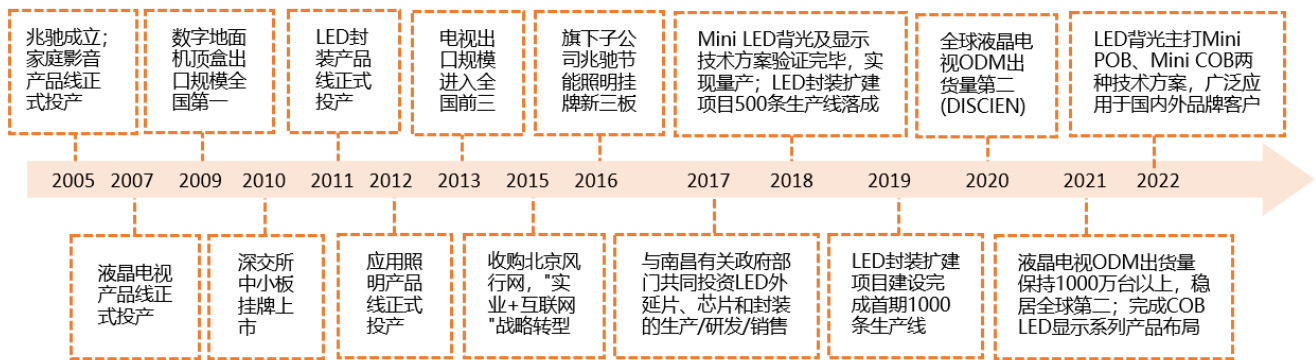 兆驰成立；
家庭影音
产品线正
式投产
数字地面
机顶盒出
口规模全
国第一
LED封
装产品
线正式
投产
电视出
口规模
进入全
国前三
旗下子公
司兆驰节
能照明挂
牌新三板
Mini LED背光及显示
技术方案验证完毕，实
现量产；LED封装扩建
项目500条生产线落成
全球液晶电
视ODM出
货量第二
(DISCIEN)
LED背光主打Mini
POB、Mini COB两
种技术方案，广泛应
用于国内外品牌客户
2005 2007 2009 2010 2011 2012 2013 2015 2016 2017 2018 2019 2020 2021 2022
液晶电视
产品线正
式投产
深交所
中小板
挂牌上
市
应用照
明产品
线正式
投产
收购北京风
行网，"实
业+互联网
"战略转型
与南昌有关政府部
门共同投资LED外
延片、芯片和封装
的生产/研发/销售
LED封装扩建
项目建设完
成首期1000
条生产线
液晶电视ODM出货量
保持1000万台以上，稳
居全球第二；完成COB
LED显示系列产品布局